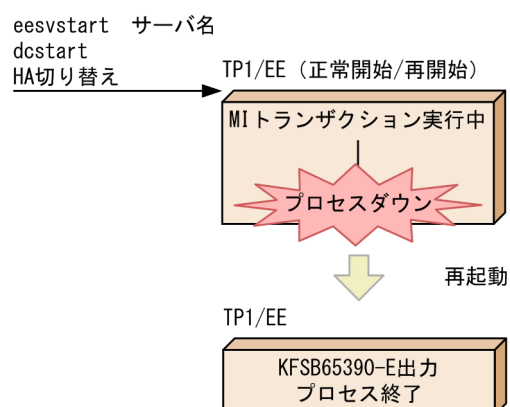 eesvstart　サーバ名
dcstart
HA切り替え
TP1/EE（正常開始/再開始）
MIトランザクション実行中
プロセスダウン
再起動
TP1/EE
KFSB65390-E出力
プロセス終了